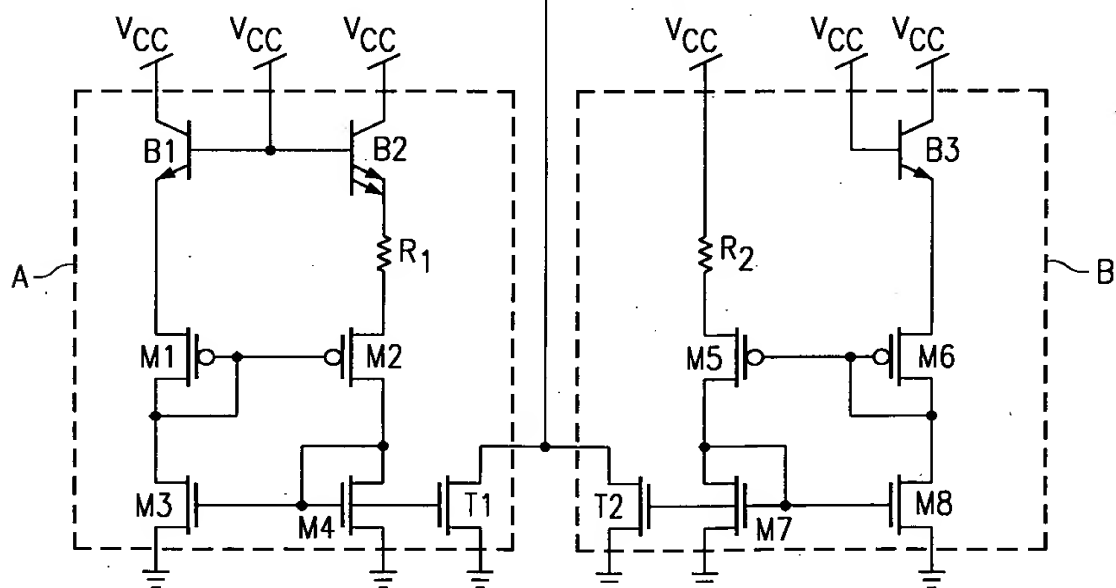 VCC VCC VCC VCC VCC VCC
B1 B2 B3
A R1 R2 B
M1 M2 M5 M6
M3 M4 T1 T2 M7 M8